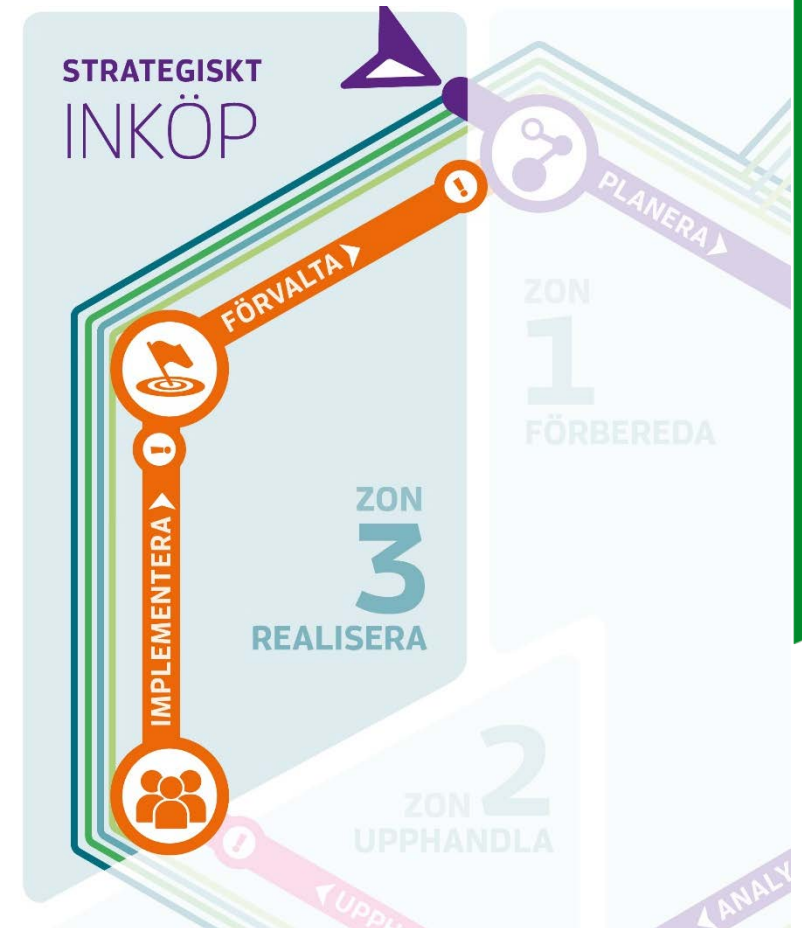 STRATEGISKT
INKÖP
PLANERA
FÖRVALTA
ZON
1
FÖRBEREDA
IMPLEMENTERA
ZON
3
REALISERA
ZON 2
UPPHANDLA